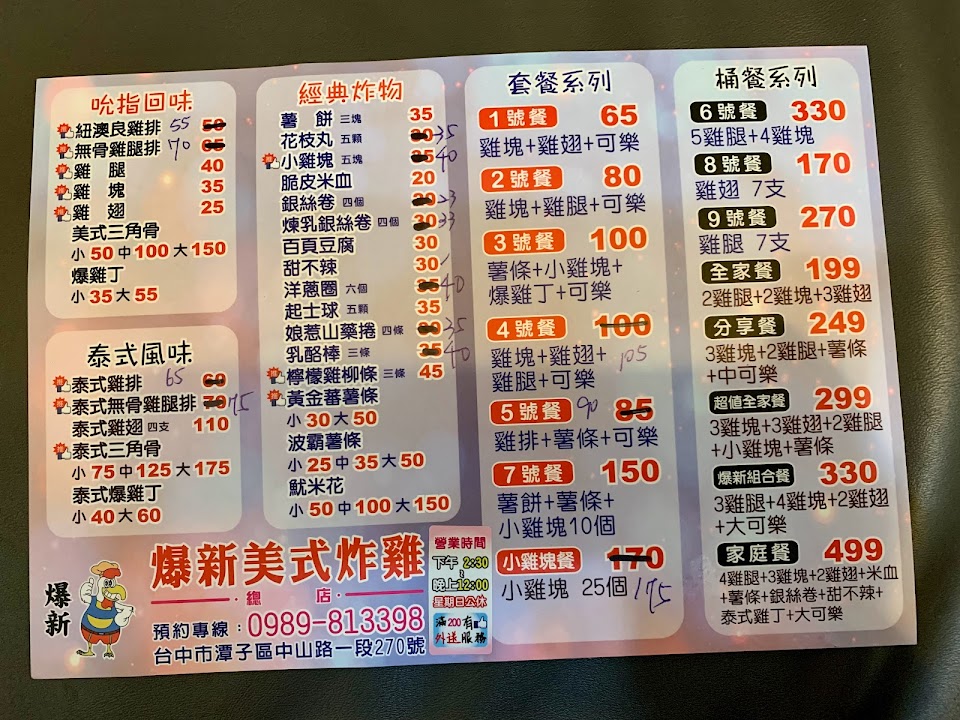 吮指回味
推 紐澳良雞排 55 50
推 無骨雞腿排 70 65
推 雞 腿 40
推 雞 塊 35
推 雞 翅 25
美式三角骨
小 50 中 100 大 150
爆雞丁
小 35 大 55
泰式風味
推 泰式雞排 65 60
推 泰式無骨雞腿排 70 75
泰式雞翅 四支 110
推 泰式三角骨
小 75 中 125 大 175
泰式爆雞丁
小 40 大 60
經典炸物
薯 餅 三塊 35
花枝丸 五顆 35
推 小雞塊 五塊 40
脆皮米血 20
銀絲卷 四個 23
煉乳銀絲卷 四個 30 33
百頁豆腐 30
甜不辣 30
洋蔥圈 六個 35 40
起士球 五顆 35
娘惹山藥捲 四條 35
乳酪棒 三條 35 40
推 檸檬雞柳條 三條 45
推 黃金蕃薯條
小 30 大 50
波霸薯條
小 25 中 35 大 50
魷米花
小 50 中 100 大 150
套餐系列
1號餐 65
雞塊+雞翅+可樂
2號餐 80
雞塊+雞腿+可樂
3號餐 100
薯條+小雞塊+
爆雞丁+可樂
4號餐 100
雞塊+雞翅+ 105
雞腿+可樂
5號餐 90 85
雞排+薯條+可樂
7號餐 150
薯餅+薯條+
小雞塊10個
小雞塊餐 170
小雞塊 25個 175
桶餐系列
6號餐 330
5雞腿+4雞塊
8號餐 170
雞翅 7支
9號餐 270
雞腿 7支
全家餐 199
2雞腿+2雞塊+3雞翅
分享餐 249
3雞塊+2雞腿+薯條
+中可樂
超值全家餐 299
3雞塊+3雞翅+2雞腿
+小雞塊+薯條
爆新組合餐 330
3雞腿+4雞塊+2雞翅
+大可樂
家庭餐 499
4雞腿+3雞塊+2雞翅+米血
+薯條+銀絲卷+甜不辣+
泰式雞丁+大可樂
爆新
爆新美式炸雞
·總 店·
預約專線：0989-813398
台中市潭子區中山路一段270號
營業時間
下午 2:30
~
晚上12:00
星期日公休
滿200有
外送服務